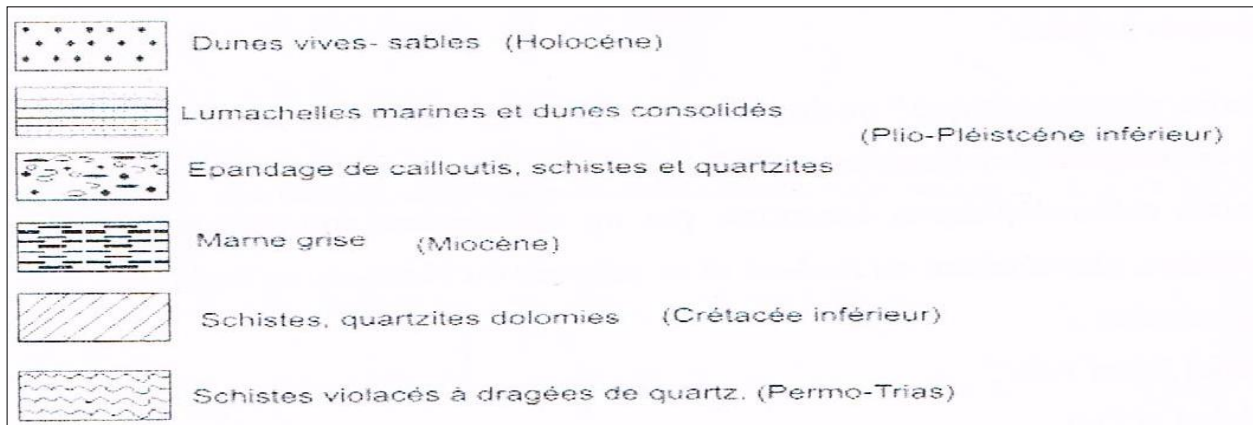 Dunes vives- sables (Holocéne)
Lumachelles marines et dunes consolidés
(Plio-Pléistcéne inférieur)
Epandage de cailloutis, schistes et quartzites
Marne grise (Miocène)
Schistes, quartzites dolomies (Crétacée inférieur)
Schistes violacés à dragées de quartz. (Permo-Trias)